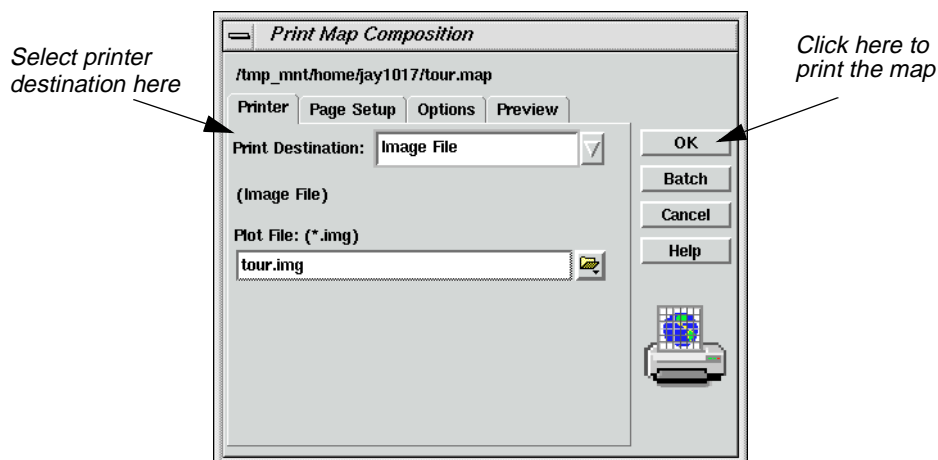 Print Map Composition
Select printer
destination here
Click here to
print the map
/tmp_mnt/home/jay1017/tour.map
Printer Page Setup Options Preview
Print Destination: Image File
OK
Batch
(Image File)
Cancel
Plot File: (*.img)
Help
tour.img